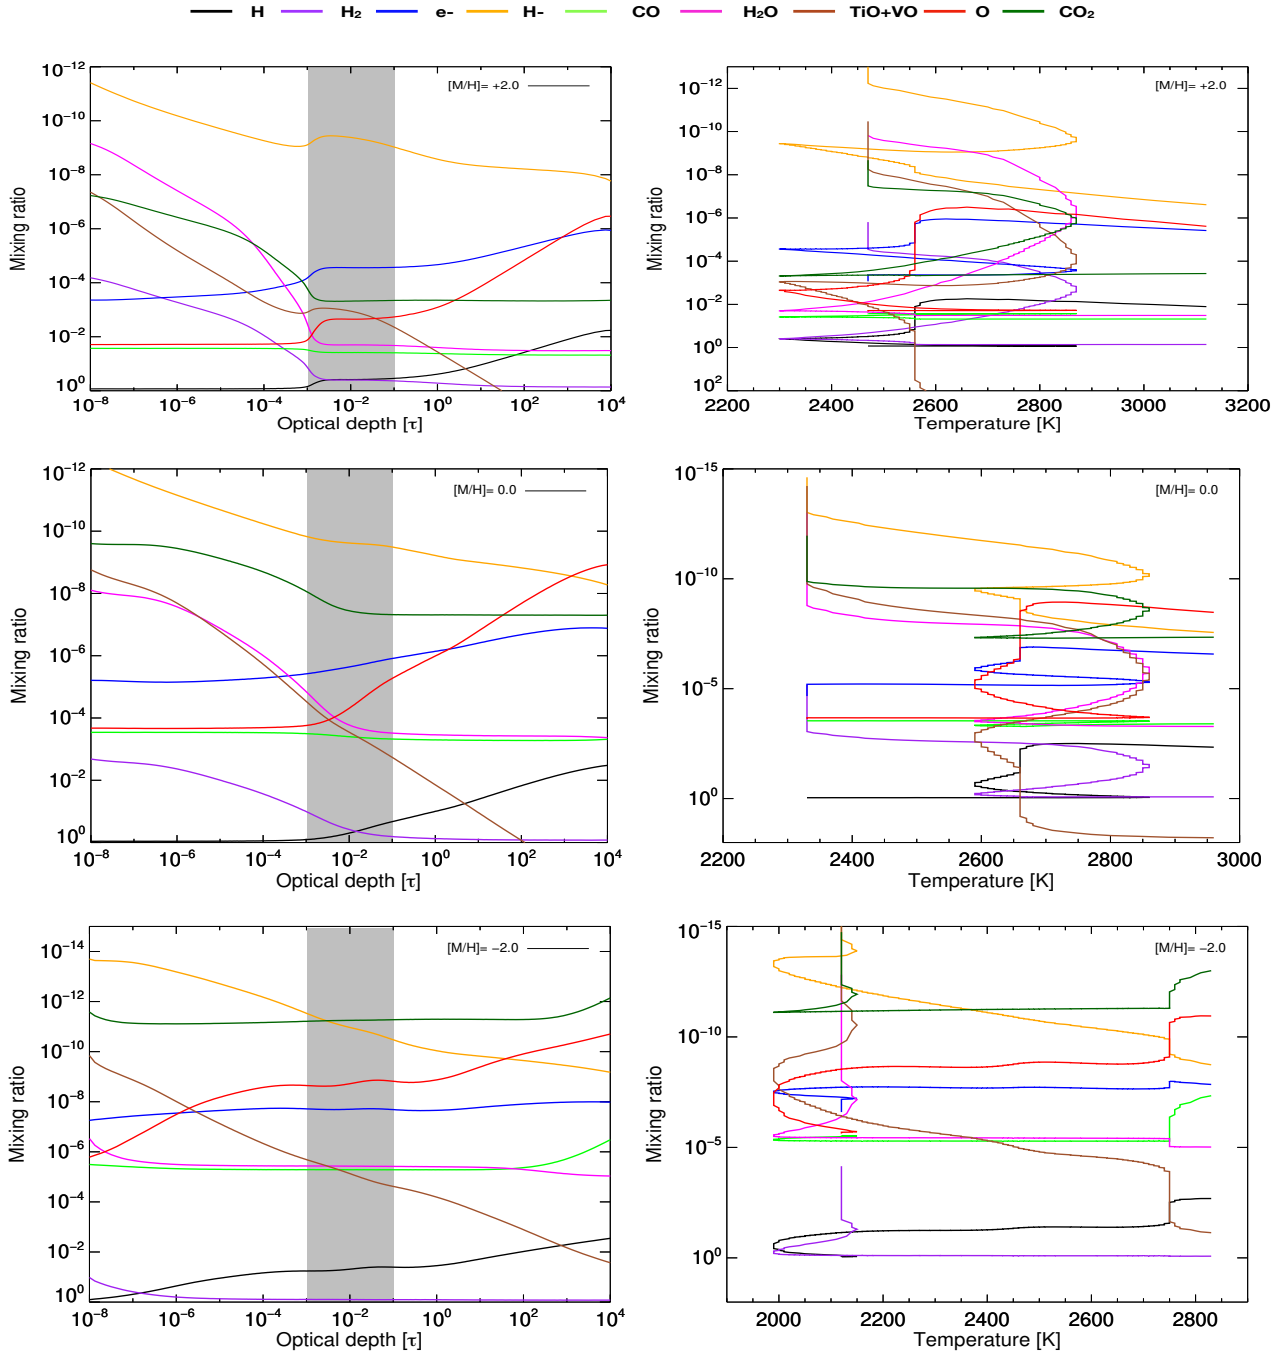 H H₂ e- H- CO H₂O TiO+VO O CO₂
[M/H]= +2.0
Mixing ratio
10⁻¹²
10⁻¹⁰
10⁻⁸
10⁻⁶
10⁻⁴
10⁻²
10⁰
10⁻⁸ 10⁻⁶ 10⁻⁴ 10⁻² 10⁰ 10² 10⁴
Optical depth [τ]
[M/H]= +2.0
Mixing ratio
10⁻¹²
10⁻¹⁰
10⁻⁸
10⁻⁶
10⁻⁴
10⁻²
10⁰
10²
2200 2400 2600 2800 3000 3200
Temperature [K]
[M/H]= 0.0
Mixing ratio
10⁻¹²
10⁻¹⁰
10⁻⁸
10⁻⁶
10⁻⁴
10⁻²
10⁰
10⁻⁸ 10⁻⁶ 10⁻⁴ 10⁻² 10⁰ 10² 10⁴
Optical depth [τ]
[M/H]= 0.0
Mixing ratio
10⁻¹⁵
10⁻¹⁰
10⁻⁵
10⁰
2200 2400 2600 2800 3000
Temperature [K]
[M/H]= −2.0
Mixing ratio
10⁻¹⁴
10⁻¹²
10⁻¹⁰
10⁻⁸
10⁻⁶
10⁻⁴
10⁻²
10⁰
10⁻⁸ 10⁻⁶ 10⁻⁴ 10⁻² 10⁰ 10² 10⁴
Optical depth [τ]
[M/H]= −2.0
Mixing ratio
10⁻¹⁵
10⁻¹⁰
10⁻⁵
10⁰
2000 2200 2400 2600 2800
Temperature [K]